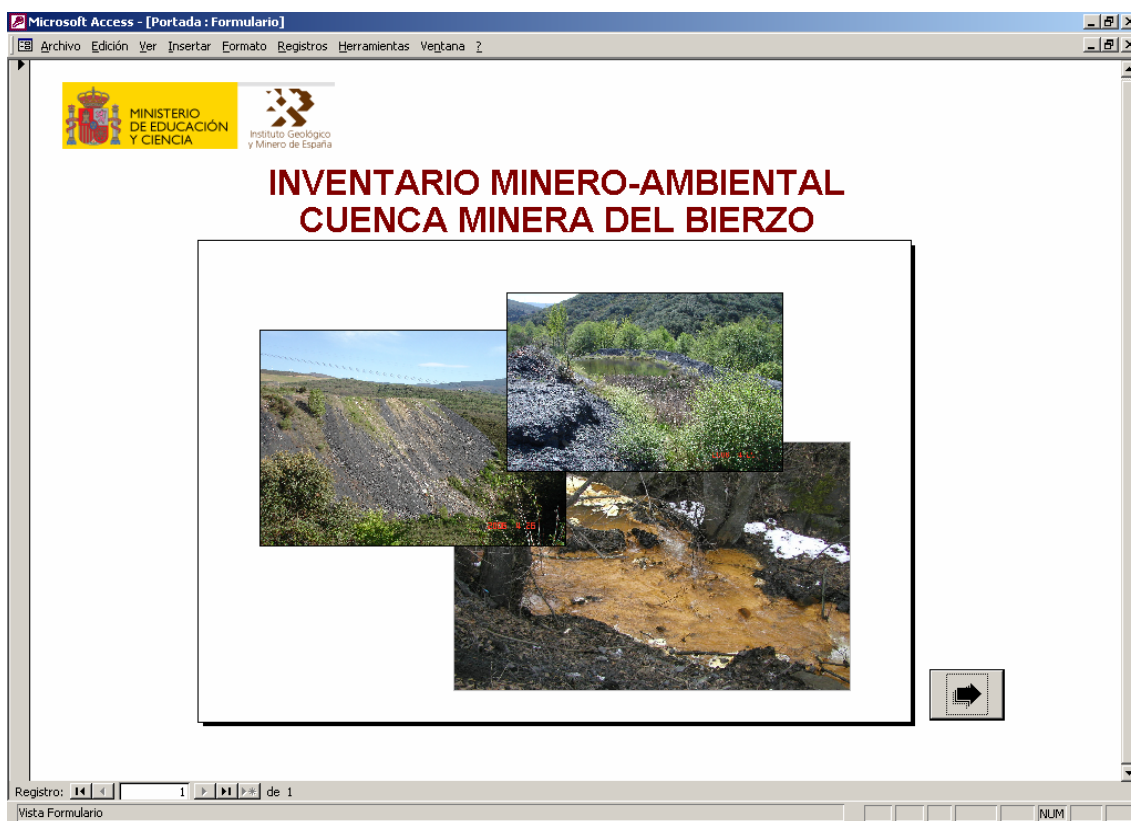 Microsoft Access - [Portada : Formulario]
Archivo Edición Ver Insertar Formato Registros Herramientas Ventana ?
MINISTERIO
DE EDUCACIÓN
Y CIENCIA
Instituto Geológico
y Minero de España
INVENTARIO MINERO-AMBIENTAL
CUENCA MINERA DEL BIERZO
Registro: 1 de 1
Vista Formulario NUM